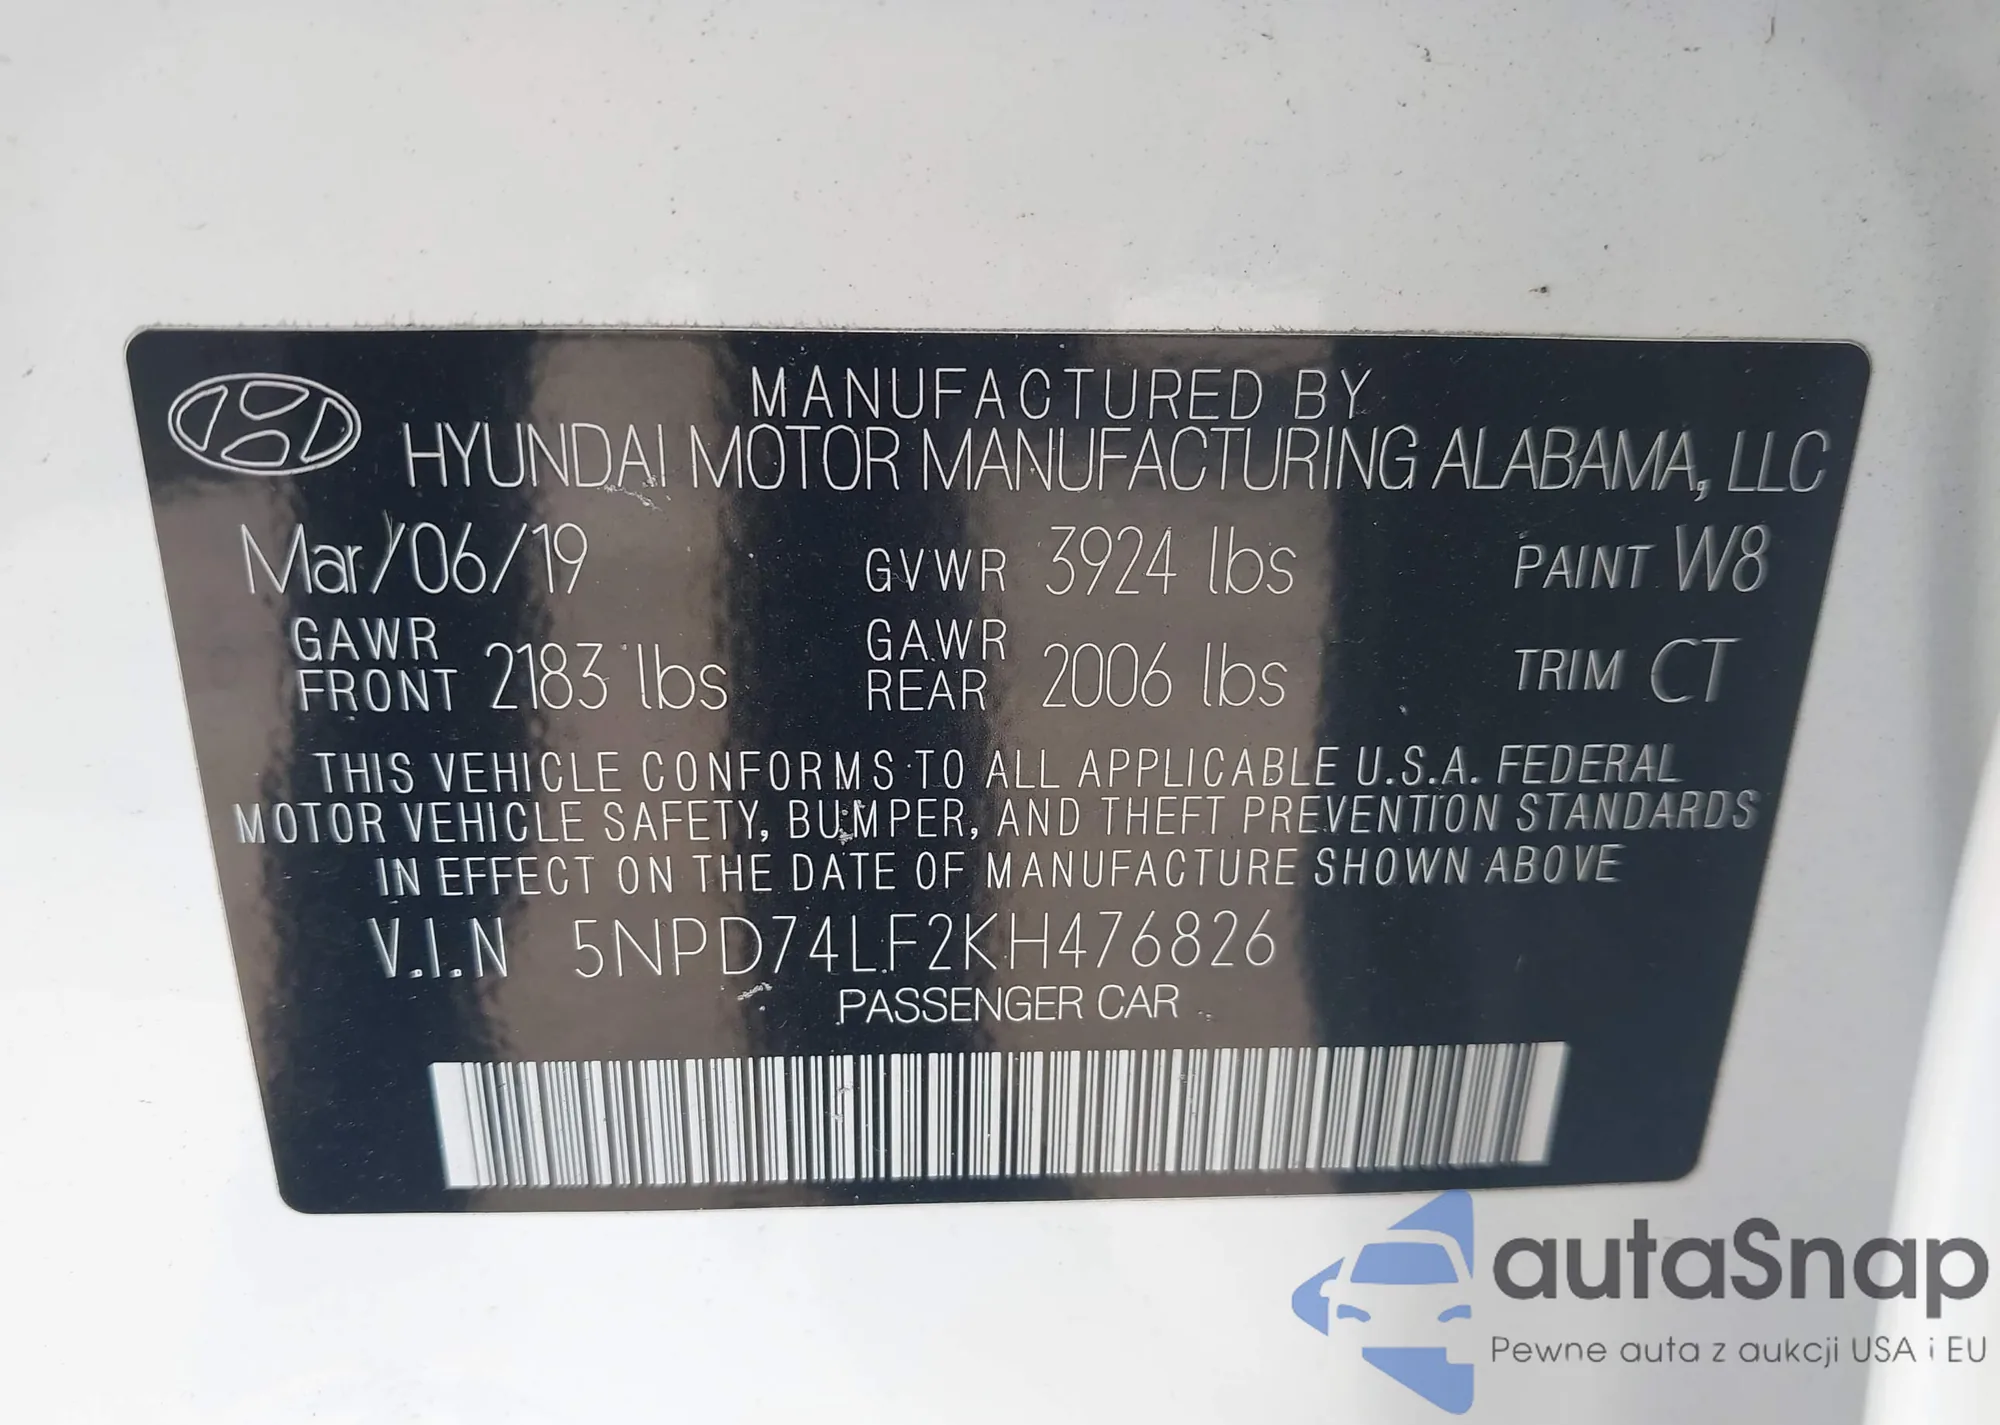 MANUFACTURED BY
HYUNDAI MOTOR MANUFACTURING ALABAMA, LLC
Mar/06/19 GVWR 3924 lbs PAINT W8
GAWR FRONT 2183 lbs GAWR REAR 2006 lbs TRIM CT
THIS VEHICLE CONFORMS TO ALL APPLICABLE U.S.A. FEDERAL
MOTOR VEHICLE SAFETY, BUMPER, AND THEFT PREVENTION STANDARDS
IN EFFECT ON THE DATE OF MANUFACTURE SHOWN ABOVE
V.I.N 5NPD74LF2KH476826
PASSENGER CAR
autaSnap
Pewne auta z aukcji USA i EU